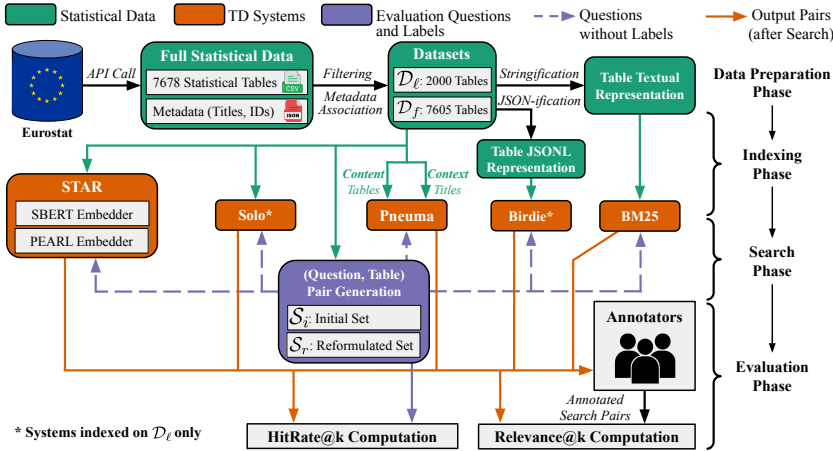 Statistical Data
TD Systems
Evaluation Questions
and Labels
Questions
without Labels
Output Pairs
(after Search)
Eurostat
API Call
Full Statistical Data
7678 Statistical Tables
CSV
Metadata (Titles, IDs)
JSON
Filtering
Metadata
Association
Datasets
𝒟ℓ: 2000 Tables
𝒟f: 7605 Tables
Stringification
JSON-ification
Table Textual
Representation
Table JSONL
Representation
Data Preparation
Phase
Indexing
Phase
Search
Phase
Evaluation
Phase
Content
Tables
Context
Titles
STAR
SBERT Embedder
PEARL Embedder
Solo*
Pneuma
Birdie*
BM25
(Question, Table)
Pair Generation
𝒮i: Initial Set
𝒮r: Reformulated Set
Annotators
Annotated
Search Pairs
* Systems indexed on 𝒟ℓ only
HitRate@k Computation
Relevance@k Computation